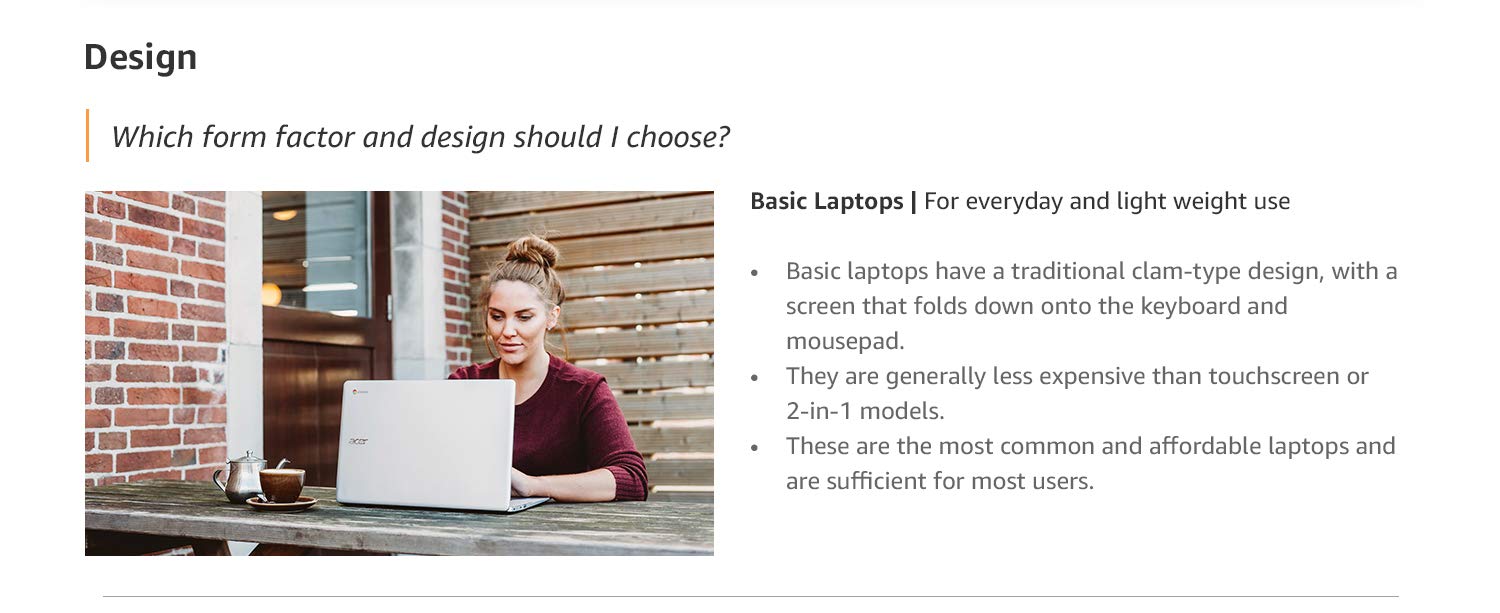 Design
Which form factor and design should I choose?
Basic Laptops | For everyday and light weight use
• Basic laptops have a traditional clam-type design, with a
screen that folds down onto the keyboard and
mousepad.
• They are generally less expensive than touchscreen or
2-in-1 models.
• These are the most common and affordable laptops and
are sufficient for most users.
acer